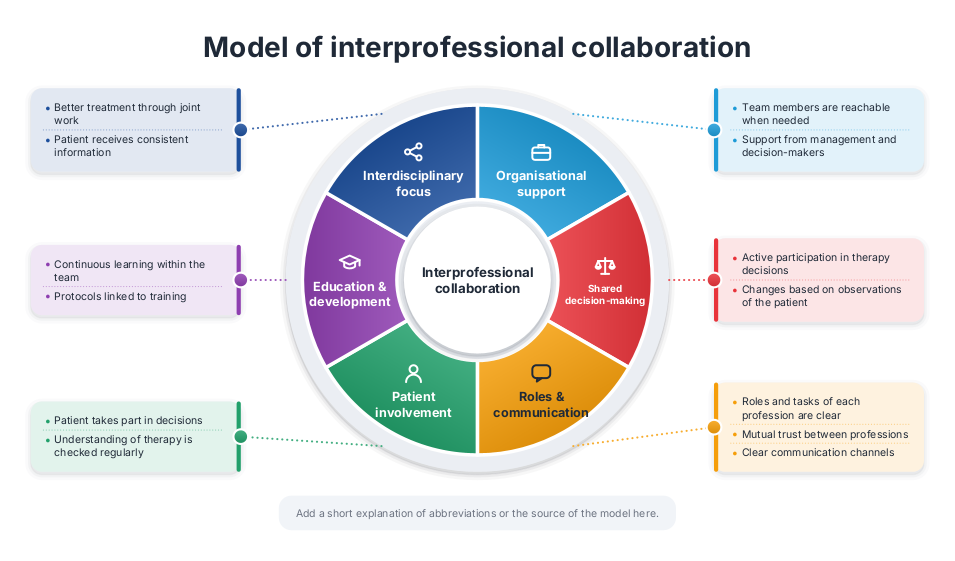 Model of interprofessional collaboration
Better treatment through joint
work
Patient receives consistent
information
Continuous learning within the
team
Protocols linked to training
Patient takes part in decisions
Understanding of therapy is
checked regularly
Interdisciplinary
focus
Organisational
support
Education &
development
Interprofessional
collaboration
Shared
decision-making
Patient
involvement
Roles &
communication
Team members are reachable
when needed
Support from management and
decision-makers
Active participation in therapy
decisions
Changes based on observations
of the patient
Roles and tasks of each
profession are clear
Mutual trust between professions
Clear communication channels
Add a short explanation of abbreviations or the source of the model here.